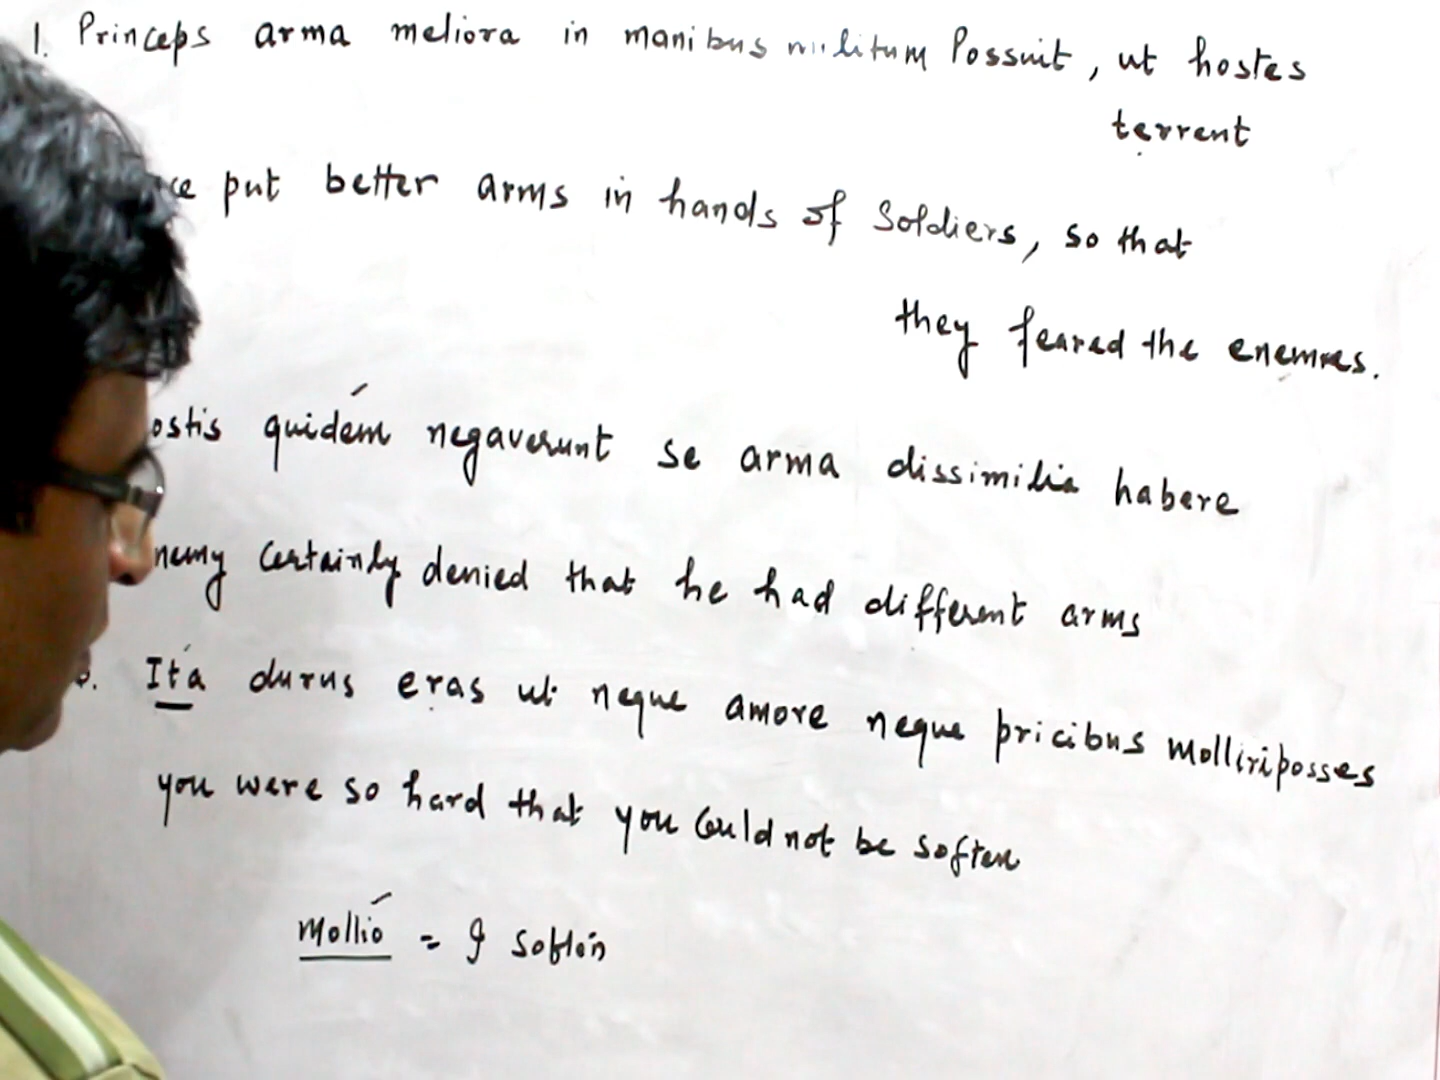 1. Princeps arma meliora in manibus militum Possuit, ut hostes
terrent
put better arms in hands of Soldiers, so that
they feared the enemies.
ostis quidem negaverunt se arma dissimilia habere
nemy Certainly denied that he had different arms
Ita durus eras ut neque amore neque pricibus molliriposses
you were so hard that you Could not be soften
mollio = I soften